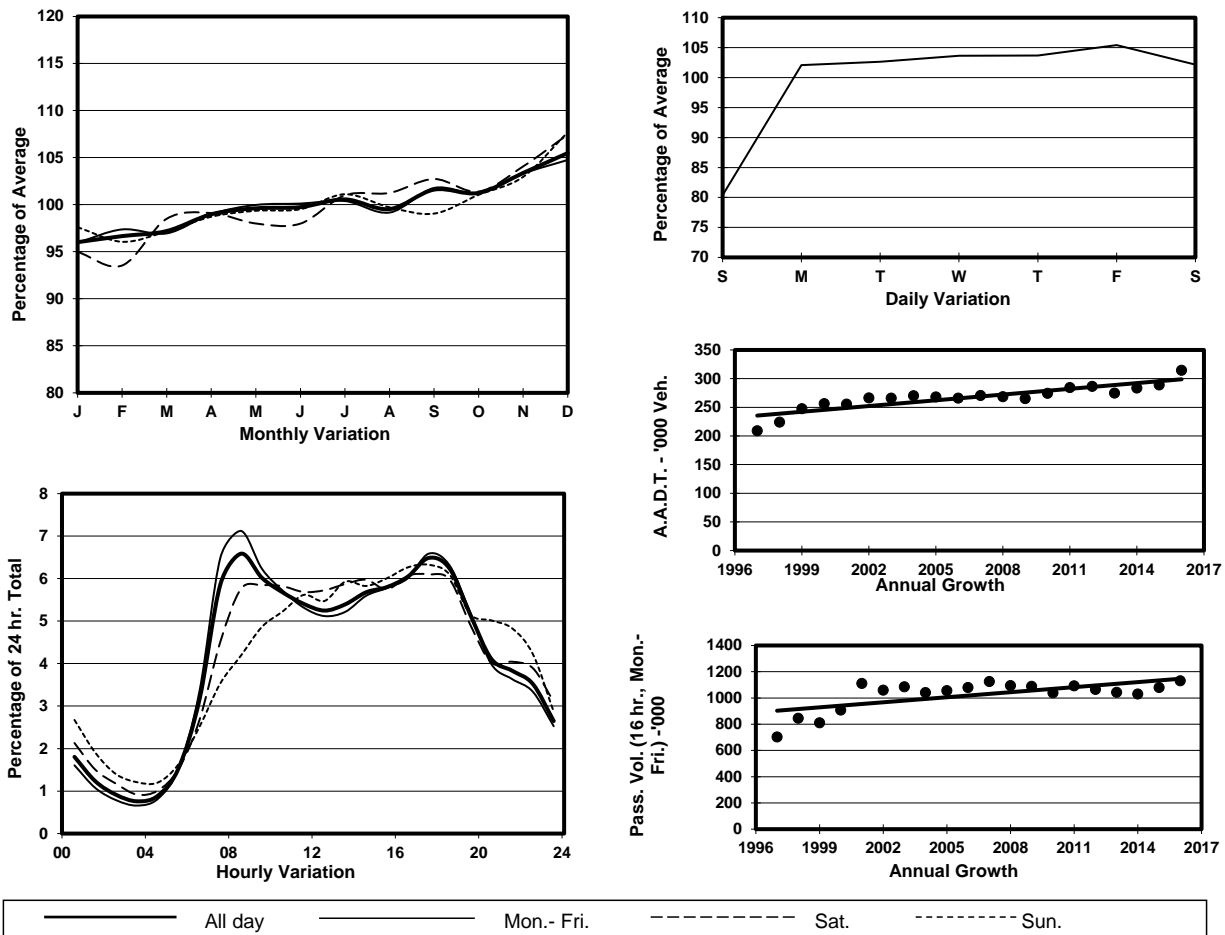 120
115
110
105
100
95
90
85
80
Percentage of Average
J F M A M J J A S O N D
Monthly Variation
110
105
100
95
90
85
80
75
70
Percentage of Average
S M T W T F S
Daily Variation
350
300
250
200
150
100
50
0
A.A.D.T. - '000 Veh.
1996 1999 2002 2005 2008 2011 2014 2017
Annual Growth
8
7
6
5
4
3
2
1
0
Percentage of 24 hr. Total
00 04 08 12 16 20 24
Hourly Variation
1400
1200
1000
800
600
400
200
0
Pass. Vol. (16 hr., Mon.-
Fri.) -'000
1996 1999 2002 2005 2008 2011 2014 2017
Annual Growth
All day Mon.- Fri. Sat. Sun.